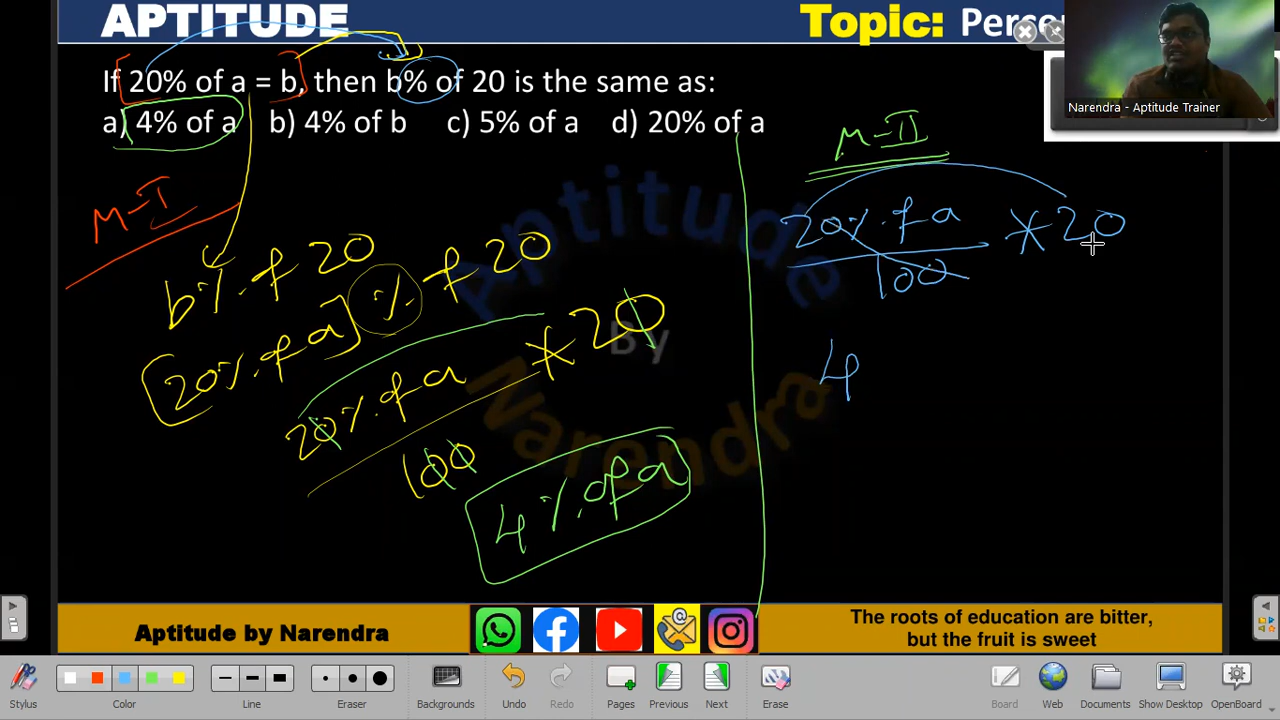 APTITUDE
Topic: Perce
If 20% of a = b, then b% of 20 is the same as:
a) 4% of a b) 4% of b c) 5% of a d) 20% of a
Narendra - Aptitude Trainer
M-I
b% of 20
[20% of a] % of 20
20% of a * 20
100
4% of a
M-II
20% of a * 20
100
4
Aptitude
By
Narendra
Aptitude by Narendra
The roots of education are bitter,
but the fruit is sweet
Stylus Color Line Eraser Backgrounds Undo Redo Pages Previous Next Erase Board Web Documents Show Desktop OpenBoard